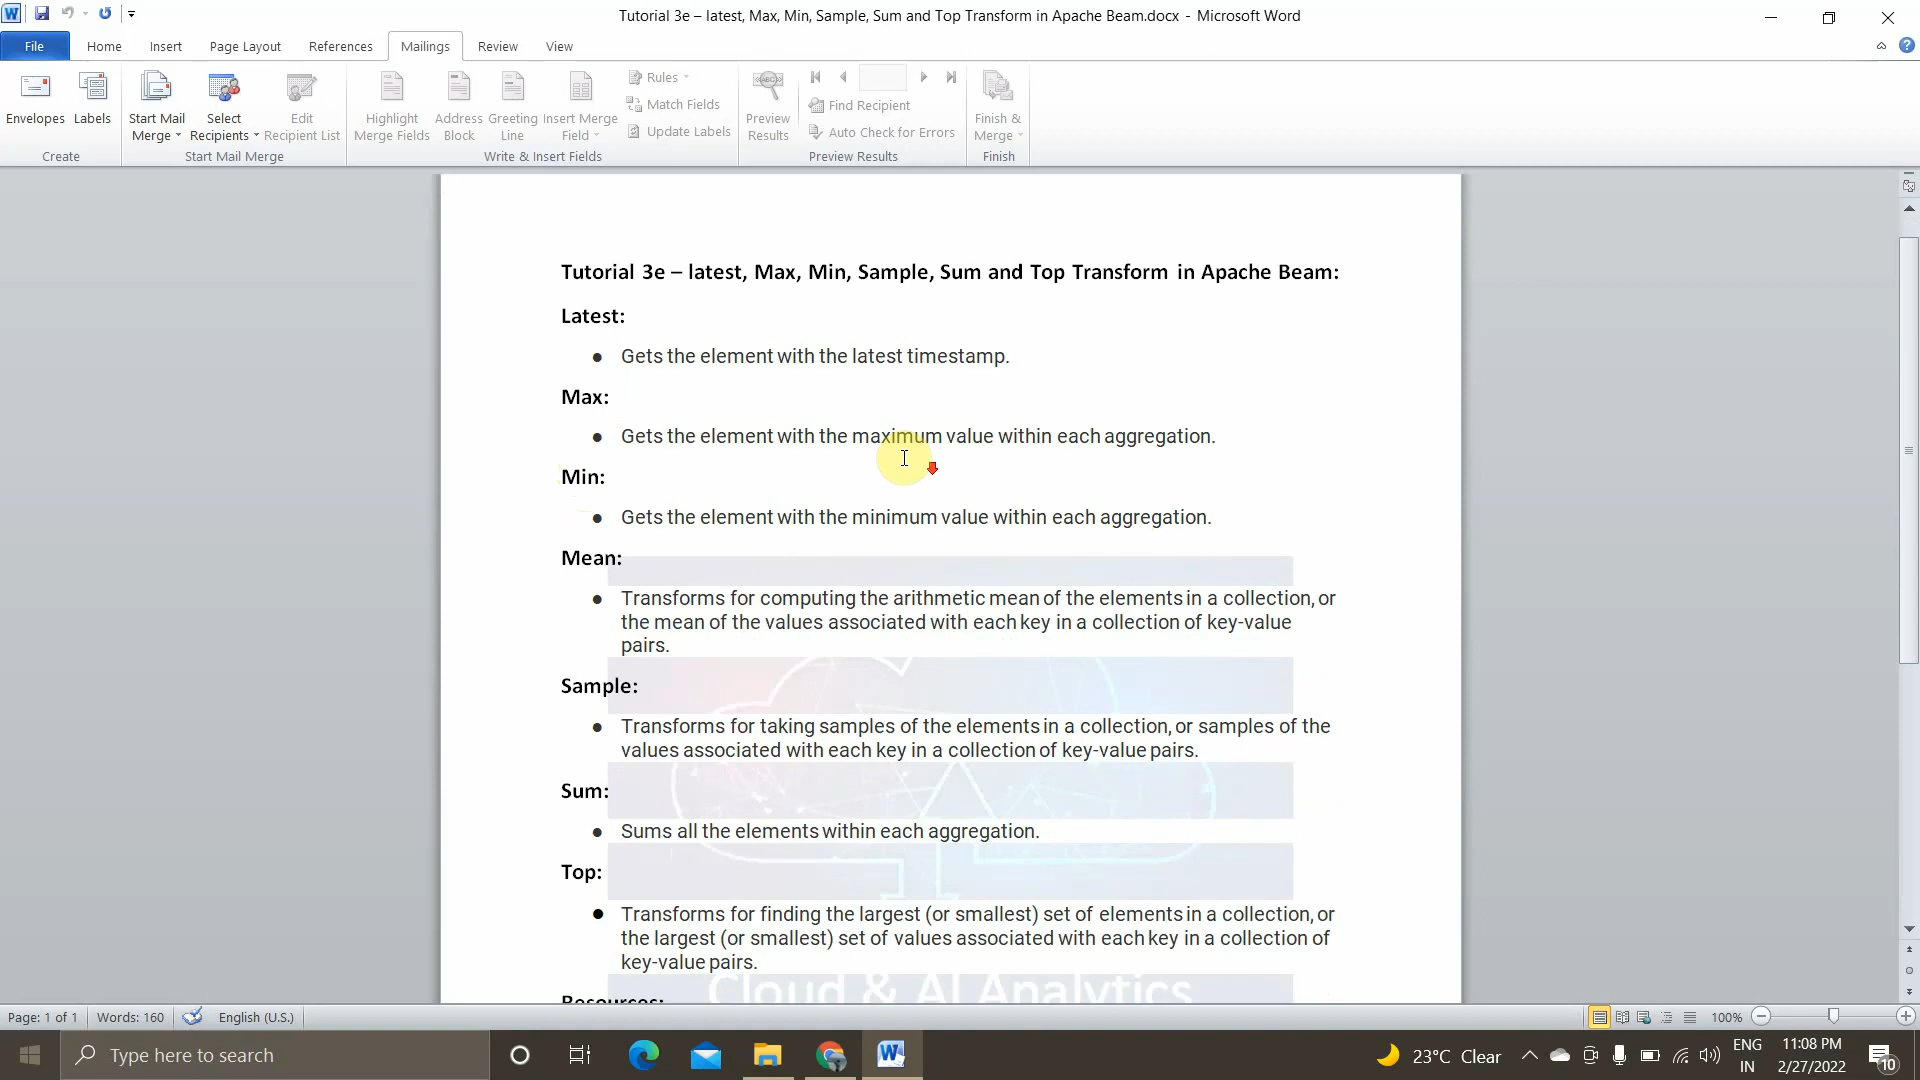 Tutorial 3e – latest, Max, Min, Sample, Sum and Top Transform in Apache Beam.docx - Microsoft Word
File Home Insert Page Layout References Mailings Review View
Envelopes Labels Start Mail Merge Select Recipients Edit Recipient List Highlight Merge Fields Address Block Greeting Line Insert Merge Field Rules Match Fields Update Labels Preview Results Find Recipient Auto Check for Errors Finish & Merge
Create Start Mail Merge Write & Insert Fields Preview Results Finish
Tutorial 3e – latest, Max, Min, Sample, Sum and Top Transform in Apache Beam:
Latest:
● Gets the element with the latest timestamp.
Max:
● Gets the element with the maximum value within each aggregation.
Min:
● Gets the element with the minimum value within each aggregation.
Mean:
● Transforms for computing the arithmetic mean of the elements in a collection, or
the mean of the values associated with each key in a collection of key-value
pairs.
Sample:
● Transforms for taking samples of the elements in a collection, or samples of the
values associated with each key in a collection of key-value pairs.
Sum:
● Sums all the elements within each aggregation.
Top:
● Transforms for finding the largest (or smallest) set of elements in a collection, or
the largest (or smallest) set of values associated with each key in a collection of
key-value pairs.
Cloud & AI Analytics
Resources:
Page: 1 of 1 Words: 160 English (U.S.) 100%
Type here to search 23°C Clear ENG IN 11:08 PM 2/27/2022 10